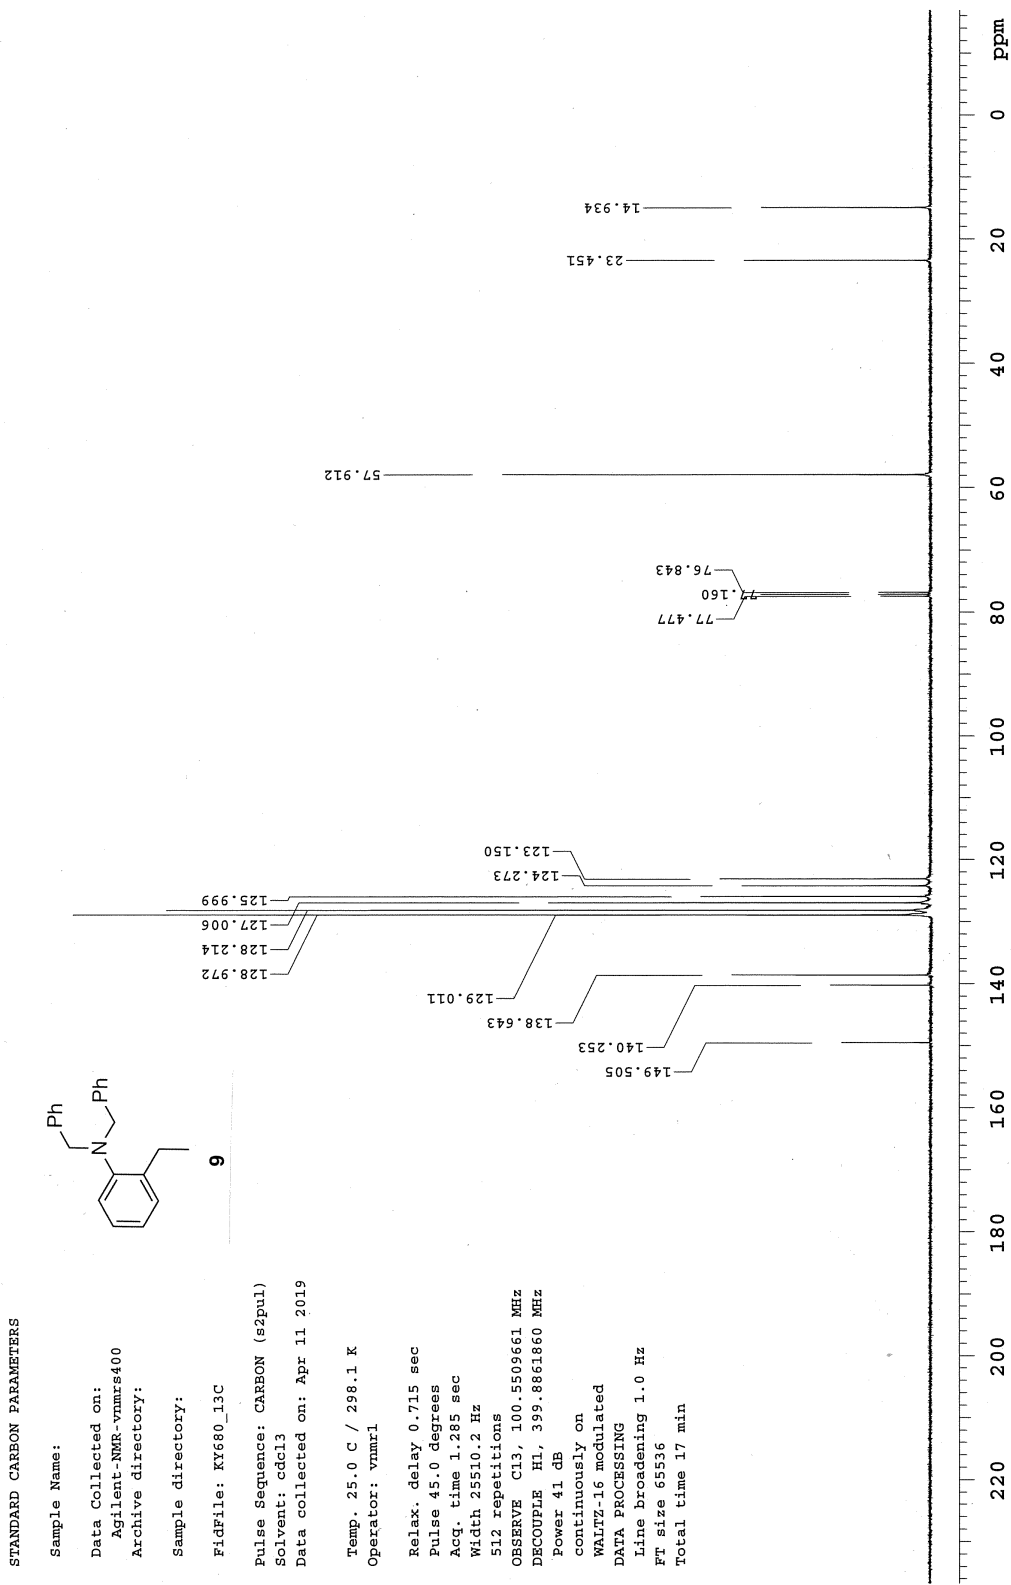 STANDARD CARBON PARAMETERS
Sample Name:
Data Collected on:
Agilent-NMR-vnmrs400
Archive directory:
Sample directory:
FidFile: KY680_13C
Pulse Sequence: CARBON (s2pul)
Solvent: cdcl3
Data collected on: Apr 11 2019
Temp. 25.0 C / 298.1 K
Operator: vnmr1
Relax. delay 0.715 sec
Pulse 45.0 degrees
Acq. time 1.285 sec
Width 25510.2 Hz
512 repetitions
OBSERVE C13, 100.5509661 MHz
DECOUPLE H1, 399.8861860 MHz
Power 41 dB
continuously on
WALTZ-16 modulated
DATA PROCESSING
Line broadening 1.0 Hz
FT size 65536
Total time 17 min
Ph
N
Ph
9
149.505
140.253
138.643
129.011
128.972
128.214
127.006
125.999
124.273
123.150
77.477
77.160
76.843
57.912
23.451
14.934
220
200
180
160
140
120
100
80
60
40
20
0
ppm